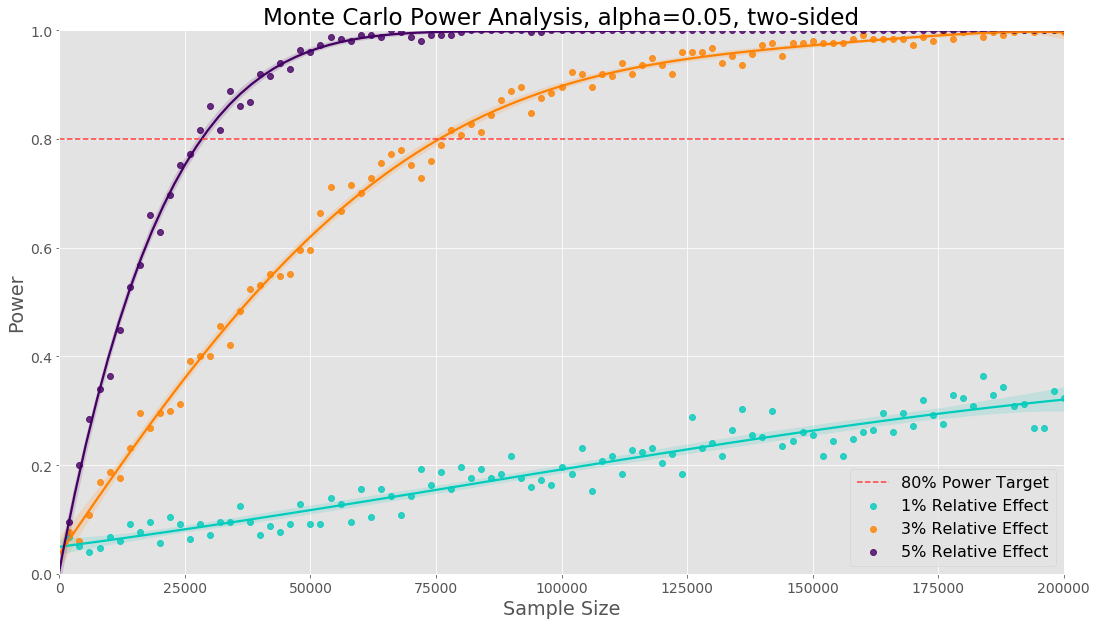 Monte Carlo Power Analysis, alpha=0.05, two-sided
1.0
0.8
0.6
0.4
0.2
0.0
Power
80% Power Target
1% Relative Effect
3% Relative Effect
5% Relative Effect
0 25000 50000 75000 100000 125000 150000 175000 200000
Sample Size